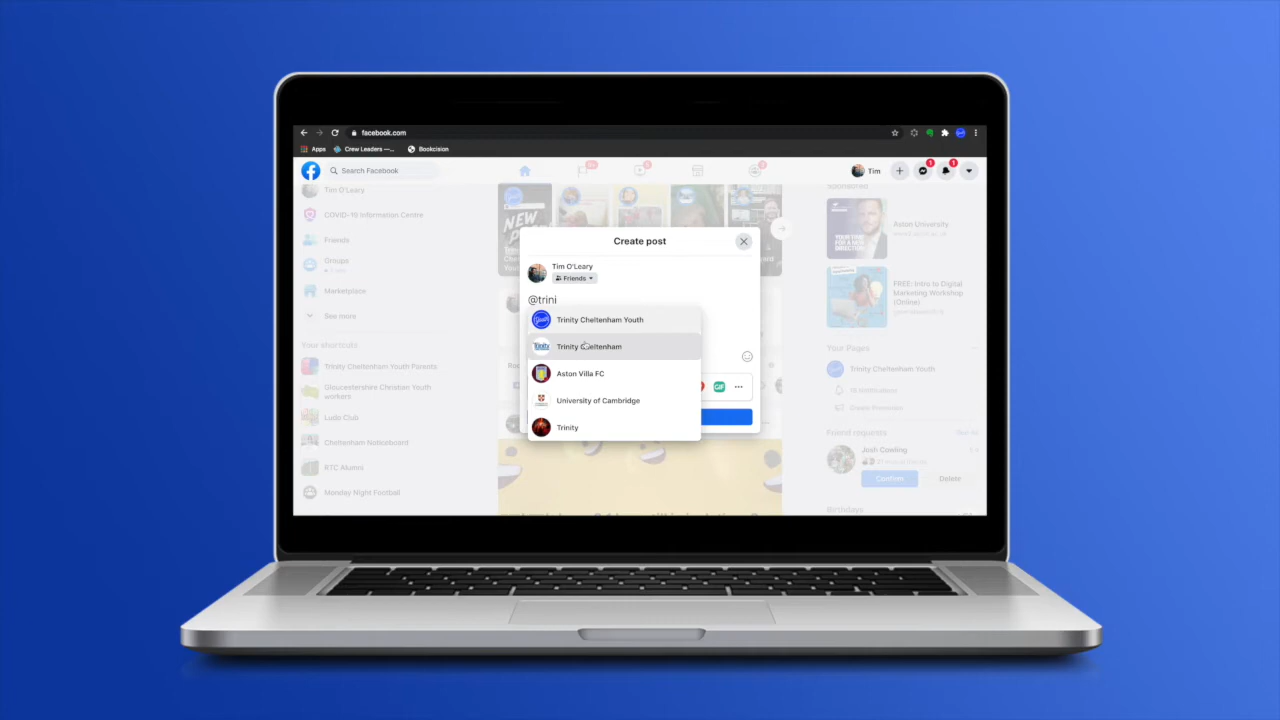 facebook.com
Apps
Crew Leaders —...
Bookcision
Search Facebook
Tim
1
1
Tim O'Leary
COVID-19 Information Centre
Friends
Groups
Marketplace
See more
Your shortcuts
Trinity Cheltenham Youth Parents
Gloucestershire Christian Youth
workers
Ludo Club
Cheltenham Noticeboard
RTC Alumni
Monday Night Football
NEW
Create post
Tim O'Leary
Friends
@trini
Trinity Cheltenham Youth
Trinity Cheltenham
Aston Villa FC
University of Cambridge
Trinity
GIF
Aston University
FREE: Intro to Digital
Marketing Workshop
(Online)
Your Pages
Trinity Cheltenham Youth
Create Promotion
Friend requests
See All
Josh Cowling
Confirm
Delete
Birthdays